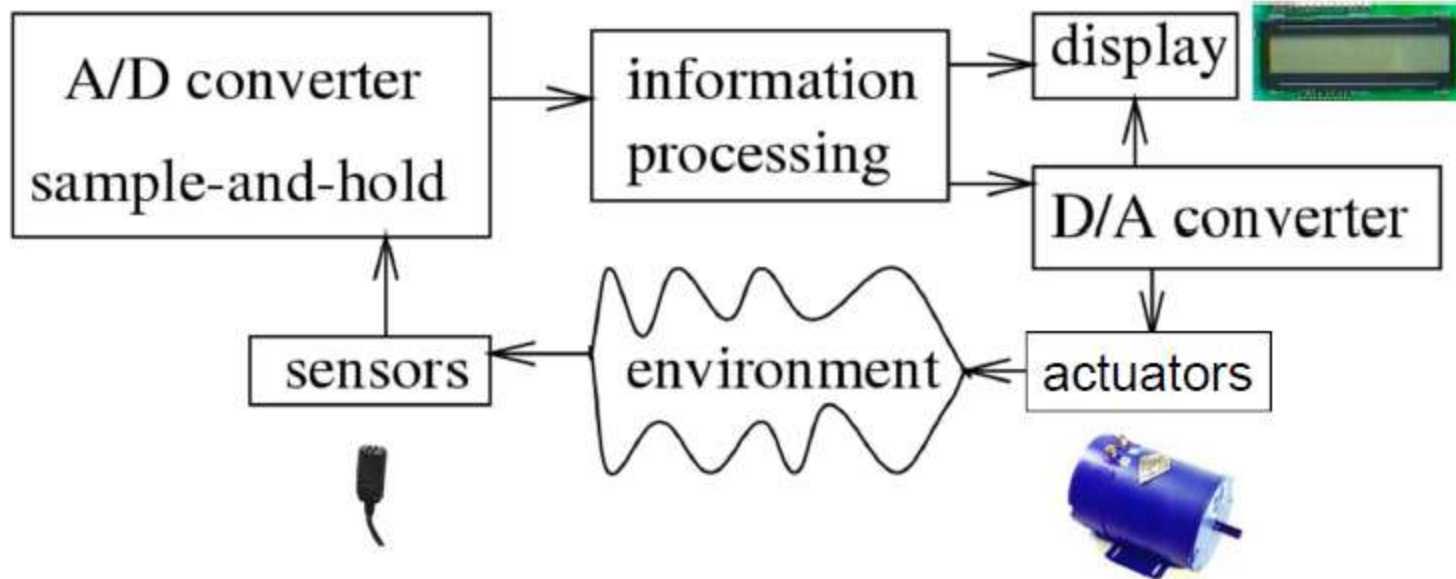 A/D converter
sample-and-hold
information
processing
display
D/A converter
sensors
environment
actuators